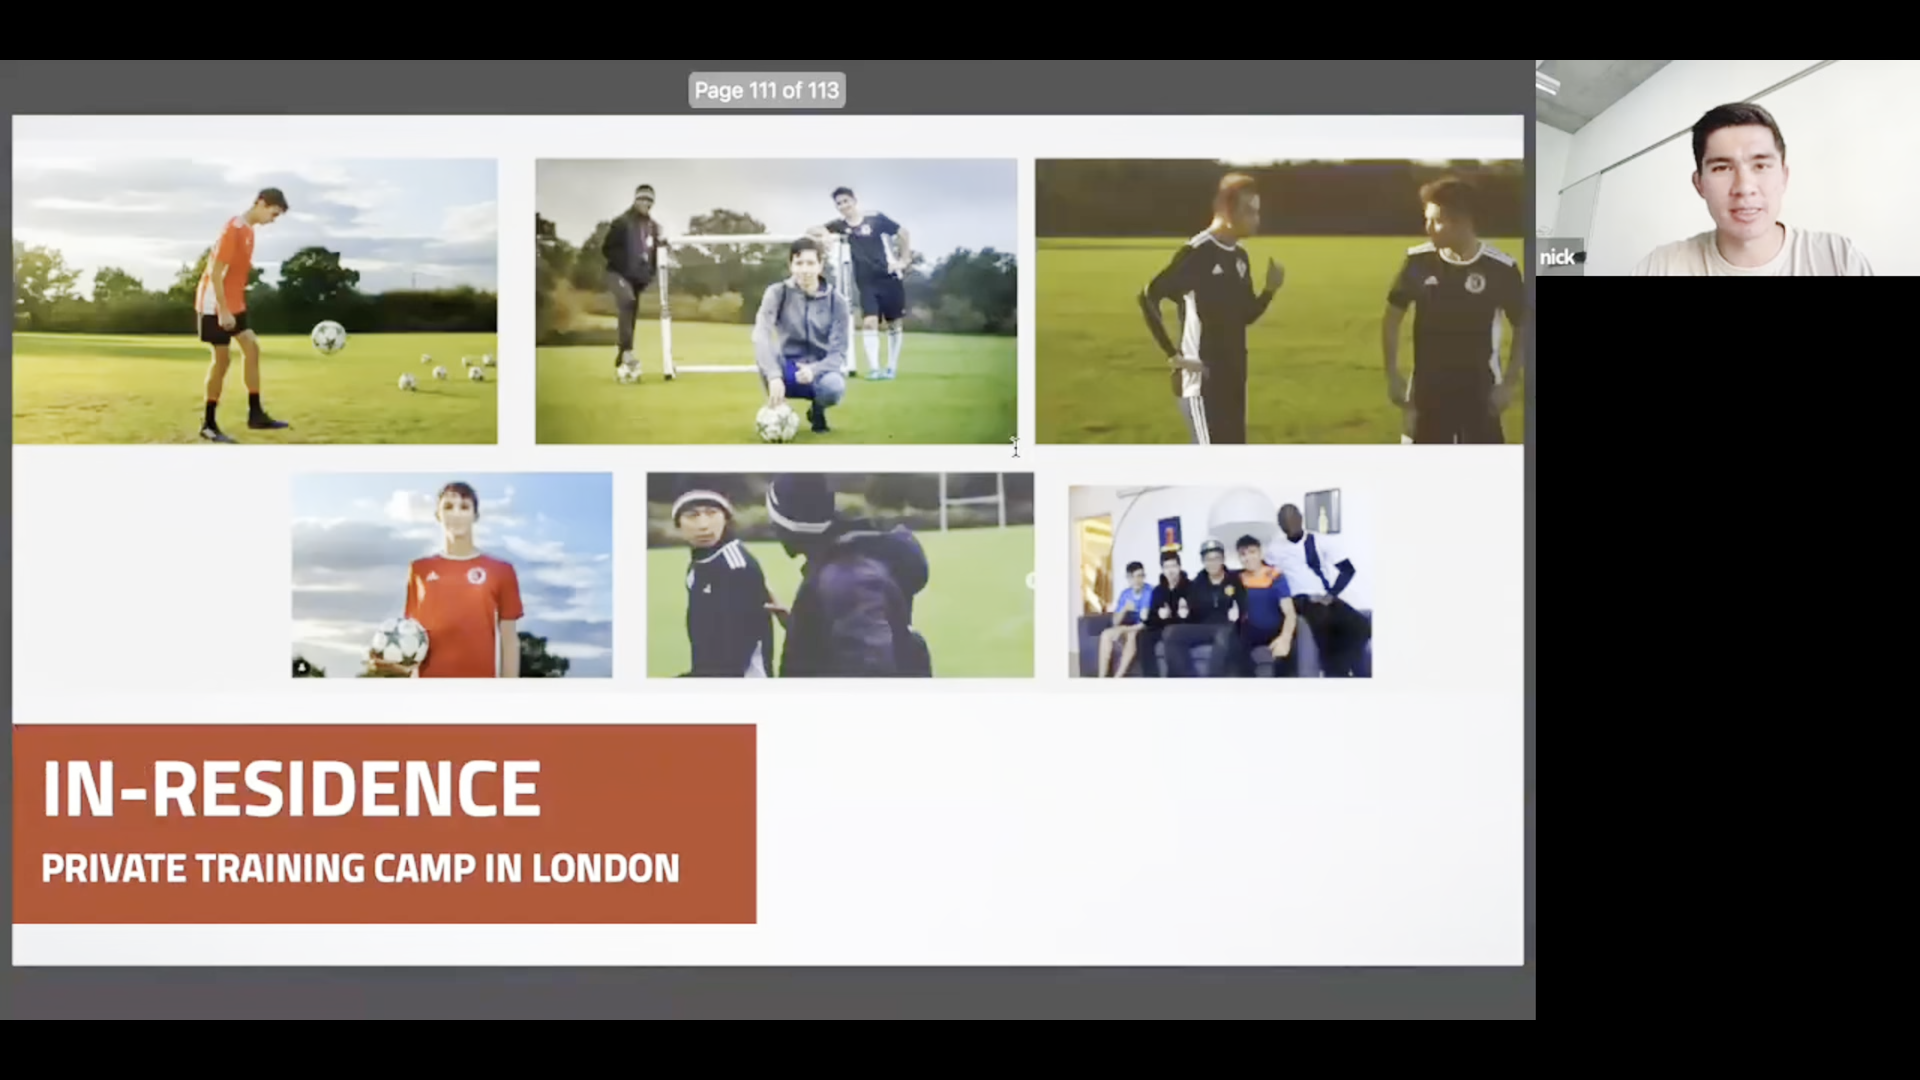 Page 111 of 113
nick
IN-RESIDENCE
PRIVATE TRAINING CAMP IN LONDON